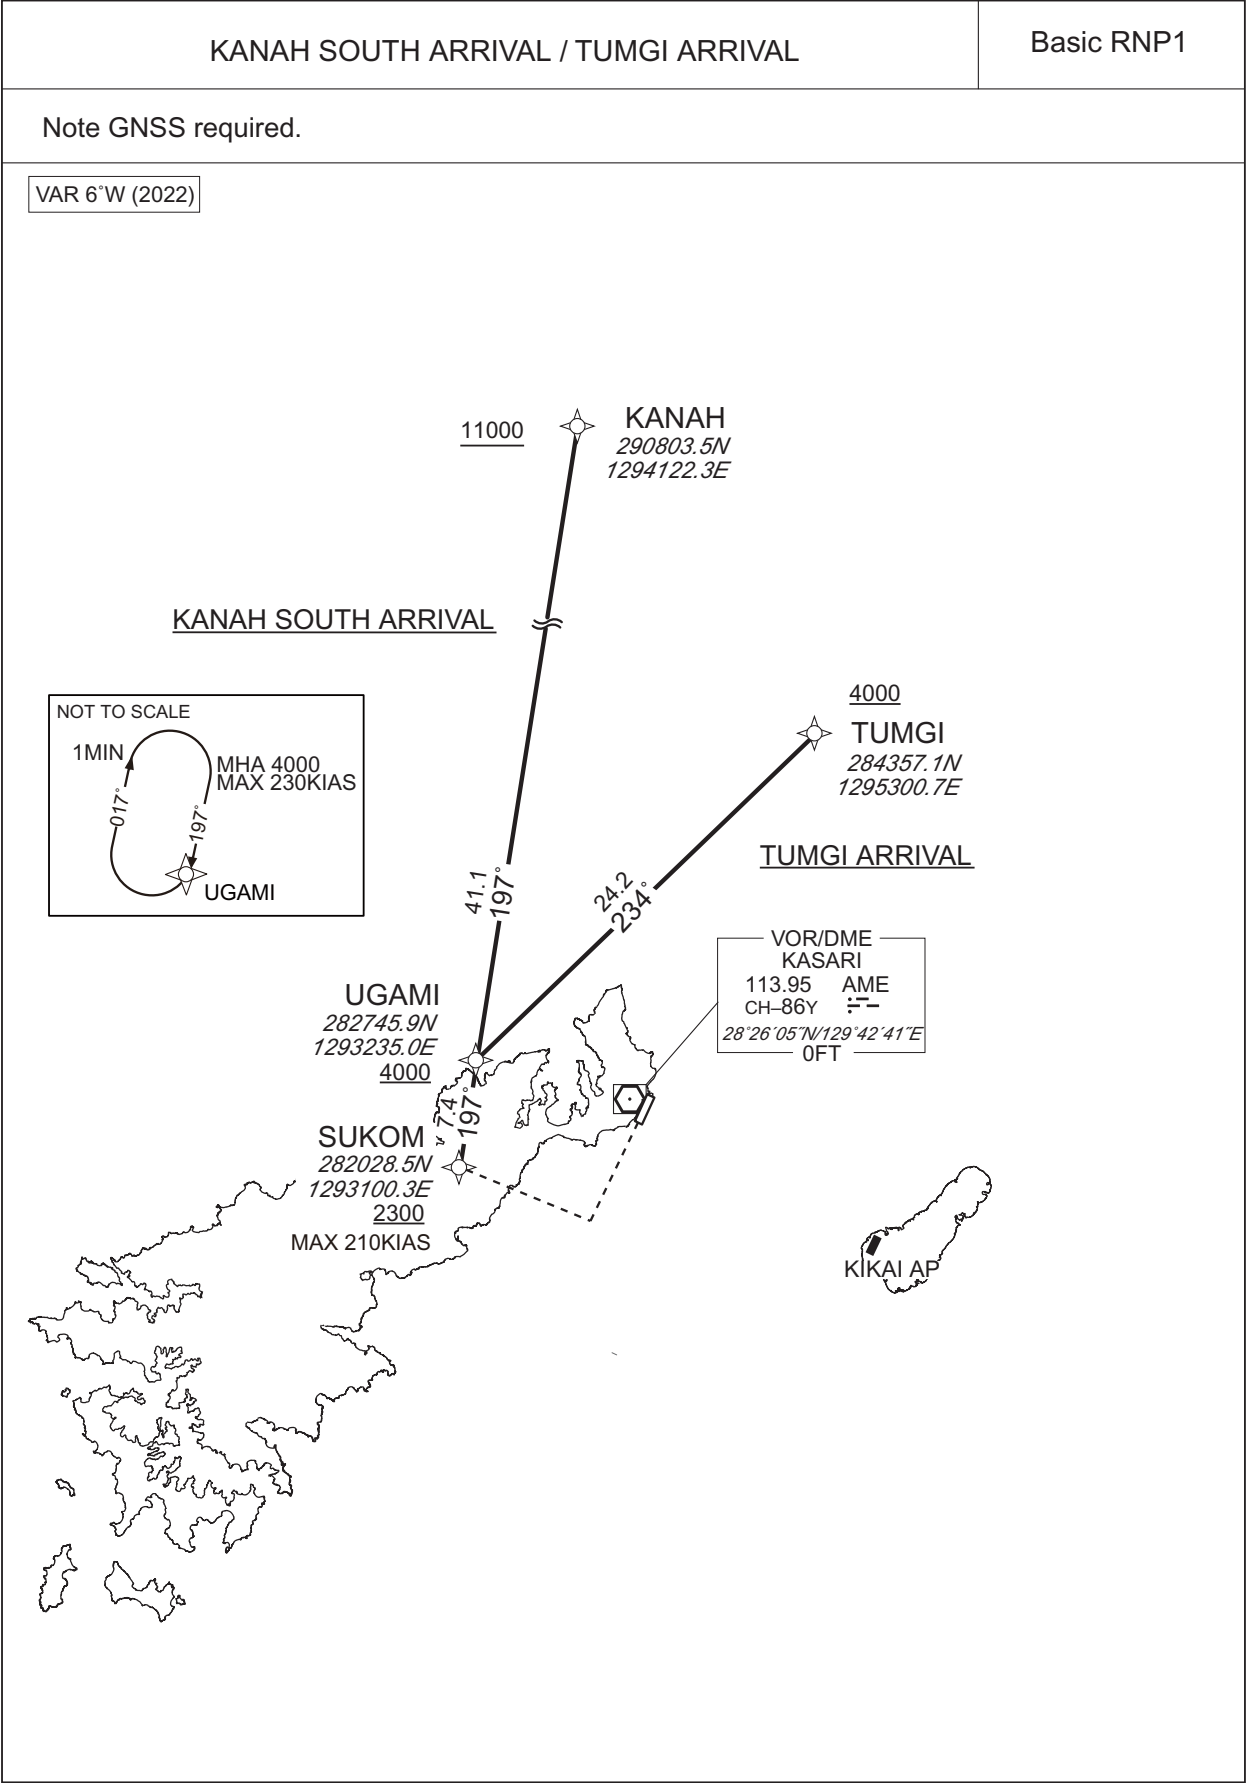 KANAH SOUTH ARRIVAL / TUMGI ARRIVAL
Basic RNP1
Note GNSS required.
VAR 6°W (2022)
11000
KANAH
290803.5N
1294122.3E
KANAH SOUTH ARRIVAL
4000
TUMGI
284357.1N
1295300.7E
TUMGI ARRIVAL
NOT TO SCALE
1MIN
MHA 4000
MAX 230KIAS
017°
197°
UGAMI
41.1
197°
24.2
234°
VOR/DME
KASARI
113.95 AME
CH–86Y
28°26′05″N/129°42′41″E
0FT
UGAMI
282745.9N
1293235.0E
4000
7.4
197°
SUKOM
282028.5N
1293100.3E
2300
MAX 210KIAS
KIKAI AP